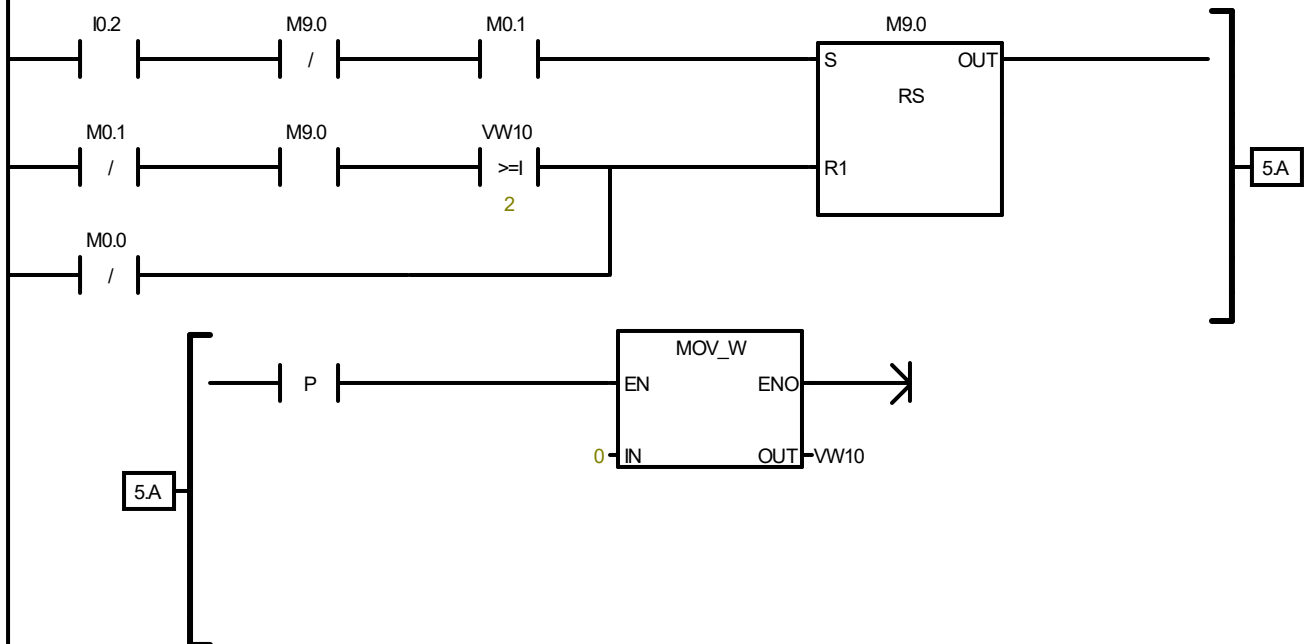 I0.2 M9.0 M0.1 M9.0
/ S OUT
RS
M0.1 M9.0 VW10
/ >=I R1 5.A
2
M0.0
/
MOV_W
P EN ENO
0 IN OUT VW10
5.A